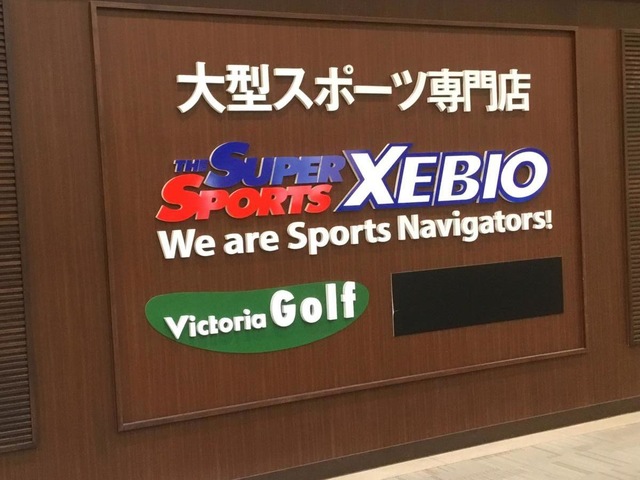 大型スポーツ専門店
THE SUPER SPORTS XEBIO
We are Sports Navigators!
Victoria Golf